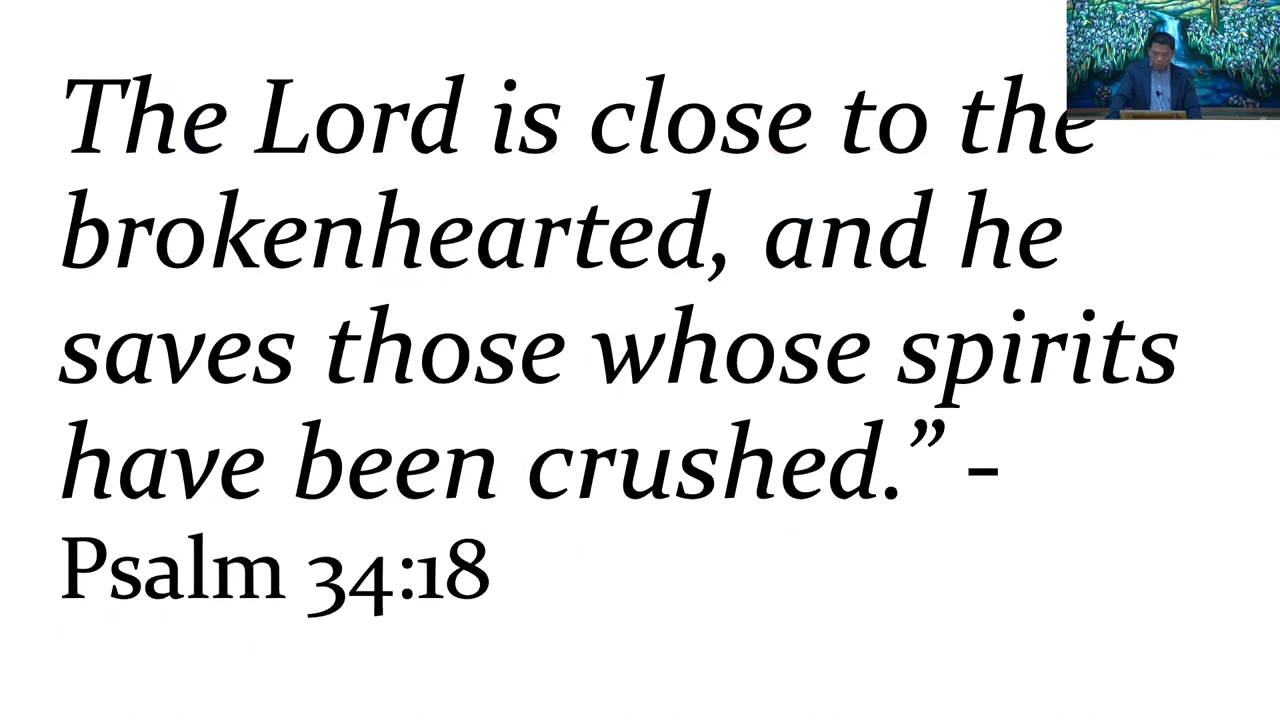 The Lord is close to the
brokenhearted, and he
saves those whose spirits
have been crushed.” -
Psalm 34:18